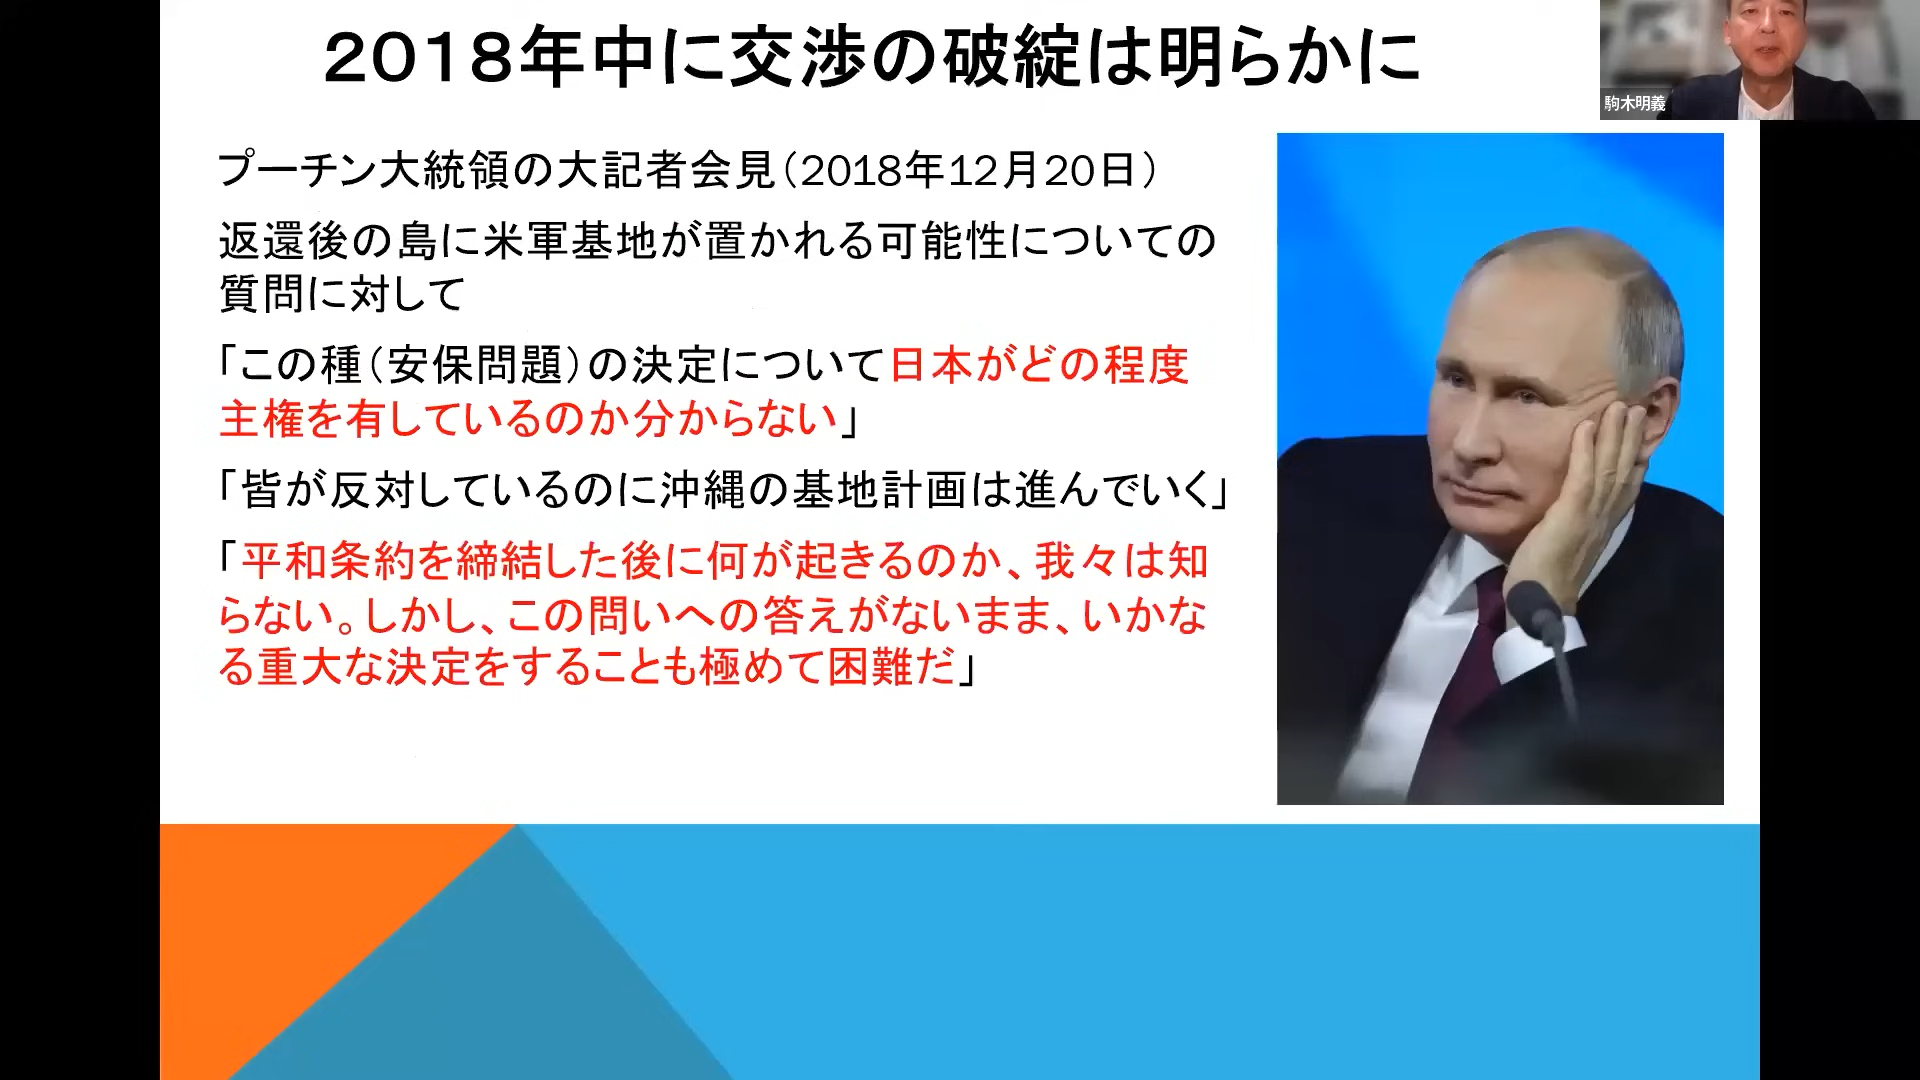 2018年中に交渉の破綻は明らかに
駒木明義
プーチン大統領の大記者会見（2018年12月20日）
返還後の島に米軍基地が置かれる可能性についての
質問に対して
「この種（安保問題）の決定について日本がどの程度
主権を有しているのか分からない」
「皆が反対しているのに沖縄の基地計画は進んでいく」
「平和条約を締結した後に何が起きるのか、我々は知
らない。しかし、この問いへの答えがないまま、いかな
る重大な決定をすることも極めて困難だ」